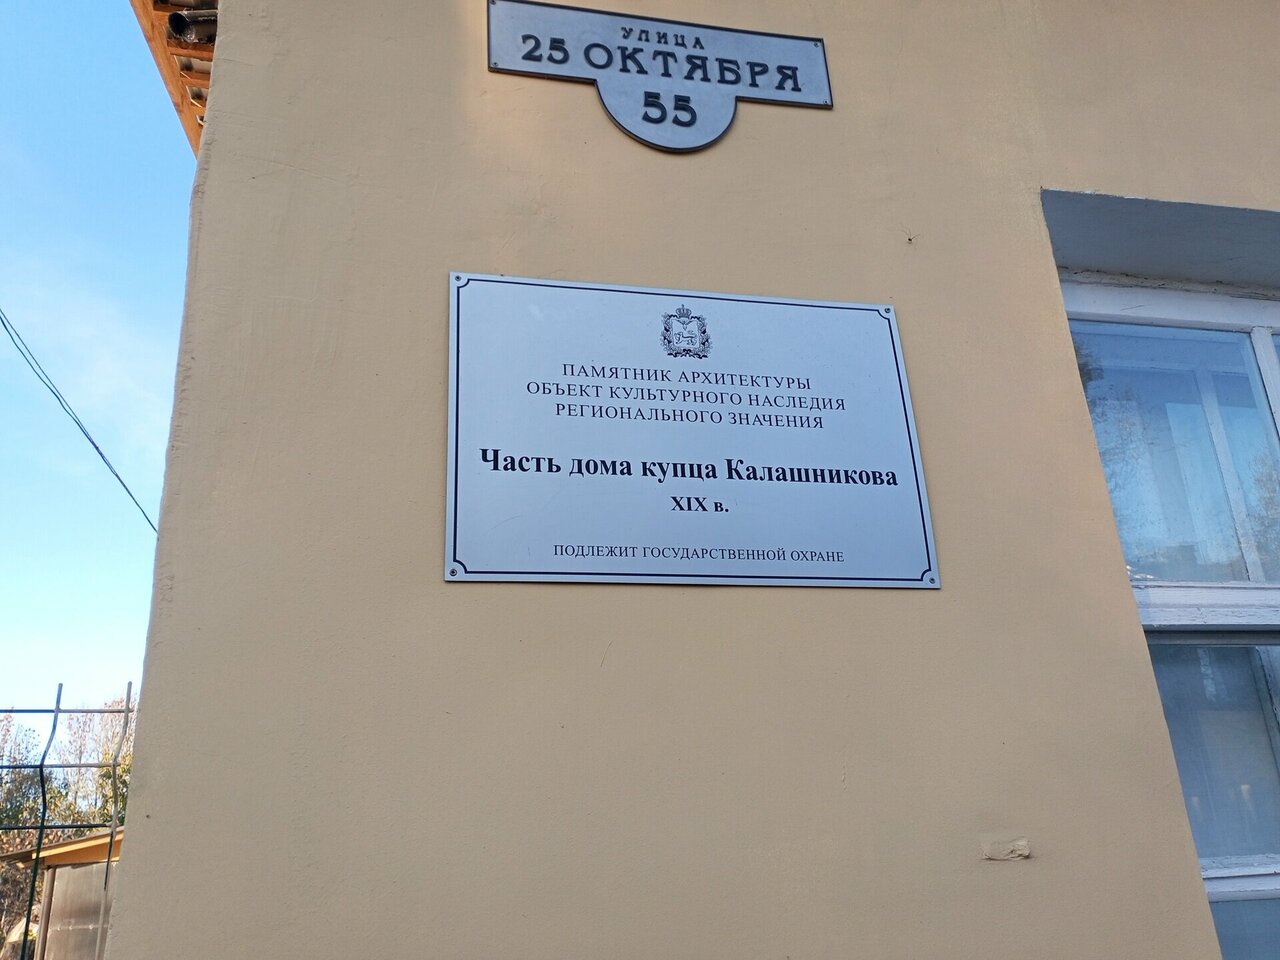 УЛИЦА
25 ОКТЯБРЯ
55
ПАМЯТНИК АРХИТЕКТУРЫ
ОБЪЕКТ КУЛЬТУРНОГО НАСЛЕДИЯ
РЕГИОНАЛЬНОГО ЗНАЧЕНИЯ
Часть дома купца Калашникова
XIX в.
ПОДЛЕЖИТ ГОСУДАРСТВЕННОЙ ОХРАНЕ